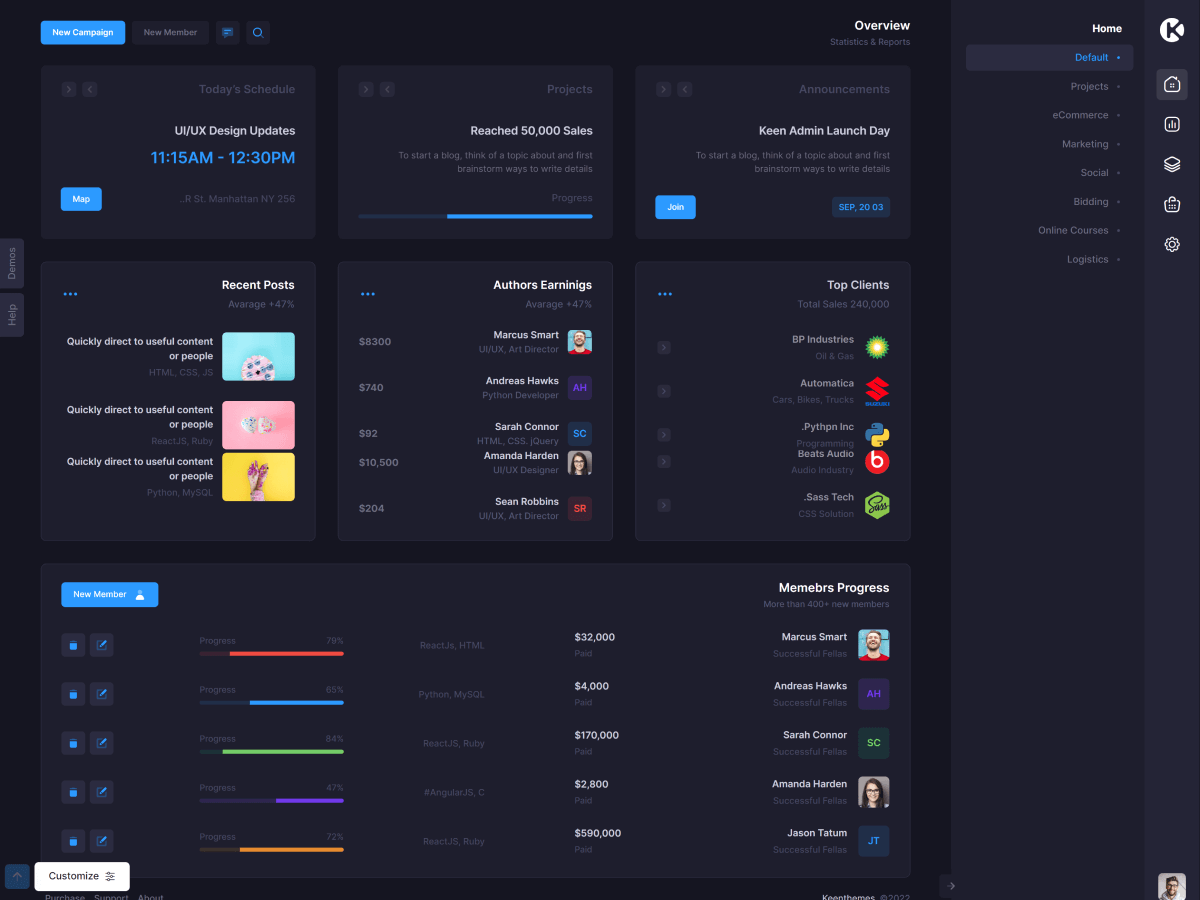 New Campaign
New Member
Overview
Statistics & Reports
Home
Default
Projects
eCommerce
Marketing
Social
Bidding
Online Courses
Logistics
Today's Schedule
UI/UX Design Updates
11:15AM - 12:30PM
Map
..R St. Manhattan NY 256
Projects
Reached 50,000 Sales
To start a blog, think of a topic about and first
brainstorm ways to write details
Progress
Announcements
Keen Admin Launch Day
To start a blog, think of a topic about and first
brainstorm ways to write details
Join
SEP, 20 03
Demos
Help
Recent Posts
Avarage +47%
Quickly direct to useful content
or people
HTML, CSS, JS
Quickly direct to useful content
or people
ReactJS, Ruby
Quickly direct to useful content
or people
Python, MySQL
Authors Earninigs
Avarage +47%
$8300
Marcus Smart
UI/UX, Art Director
$740
Andreas Hawks
Python Developer
AH
$92
Sarah Connor
HTML, CSS. jQuery
SC
$10,500
Amanda Harden
UI/UX Designer
$204
Sean Robbins
UI/UX, Art Director
SR
Top Clients
Total Sales 240,000
BP Industries
Oil & Gas
Automatica
Cars, Bikes, Trucks
SUZUKI
.Pythpn Inc
Programming
Beats Audio
Audio Industry
.Sass Tech
CSS Solution
Sass
New Member
Memebrs Progress
More than 400+ new members
Progress 79%
ReactJs, HTML
$32,000
Paid
Marcus Smart
Successful Fellas
Progress 65%
Python, MySQL
$4,000
Paid
Andreas Hawks
Successful Fellas
AH
Progress 84%
ReactJS, Ruby
$170,000
Paid
Sarah Connor
Successful Fellas
SC
Progress 47%
#AngularJS, C
$2,800
Paid
Amanda Harden
Successful Fellas
Progress 72%
ReactJS, Ruby
$590,000
Paid
Jason Tatum
Successful Fellas
JT
Customize
Purchase Support About
Keenthemes ©2022